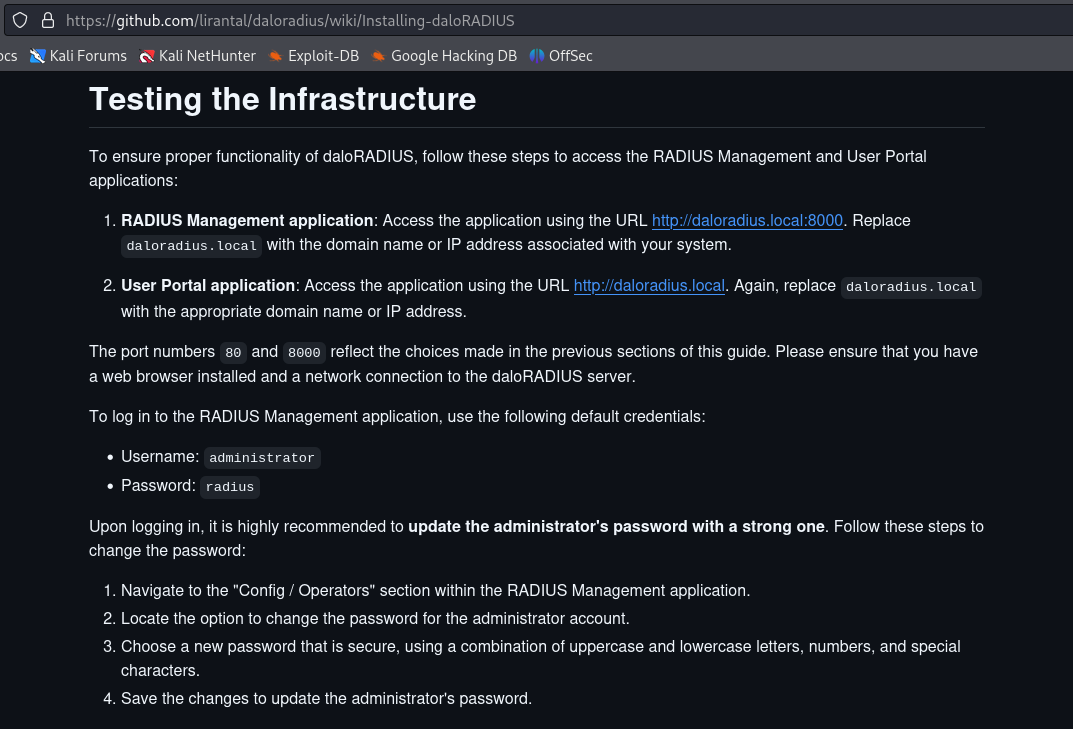 https://github.com/lirantal/daloradius/wiki/Installing-daloRADIUS
ocs Kali Forums Kali NetHunter Exploit-DB Google Hacking DB OffSec
Testing the Infrastructure
To ensure proper functionality of daloRADIUS, follow these steps to access the RADIUS Management and User Portal
applications:
1. RADIUS Management application: Access the application using the URL http://daloradius.local:8000. Replace
daloradius.local with the domain name or IP address associated with your system.
2. User Portal application: Access the application using the URL http://daloradius.local. Again, replace daloradius.local
with the appropriate domain name or IP address.
The port numbers 80 and 8000 reflect the choices made in the previous sections of this guide. Please ensure that you have
a web browser installed and a network connection to the daloRADIUS server.
To log in to the RADIUS Management application, use the following default credentials:
• Username: administrator
• Password: radius
Upon logging in, it is highly recommended to update the administrator's password with a strong one. Follow these steps to
change the password:
1. Navigate to the "Config / Operators" section within the RADIUS Management application.
2. Locate the option to change the password for the administrator account.
3. Choose a new password that is secure, using a combination of uppercase and lowercase letters, numbers, and special
characters.
4. Save the changes to update the administrator's password.